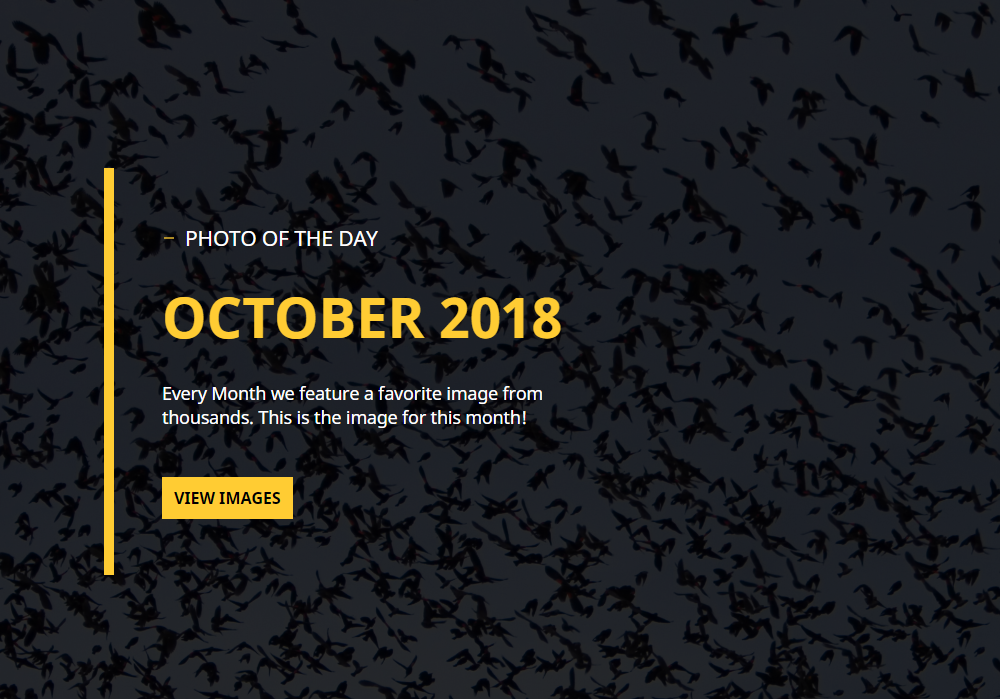 – PHOTO OF THE DAY
OCTOBER 2018
Every Month we feature a favorite image from
thousands. This is the image for this month!
VIEW IMAGES